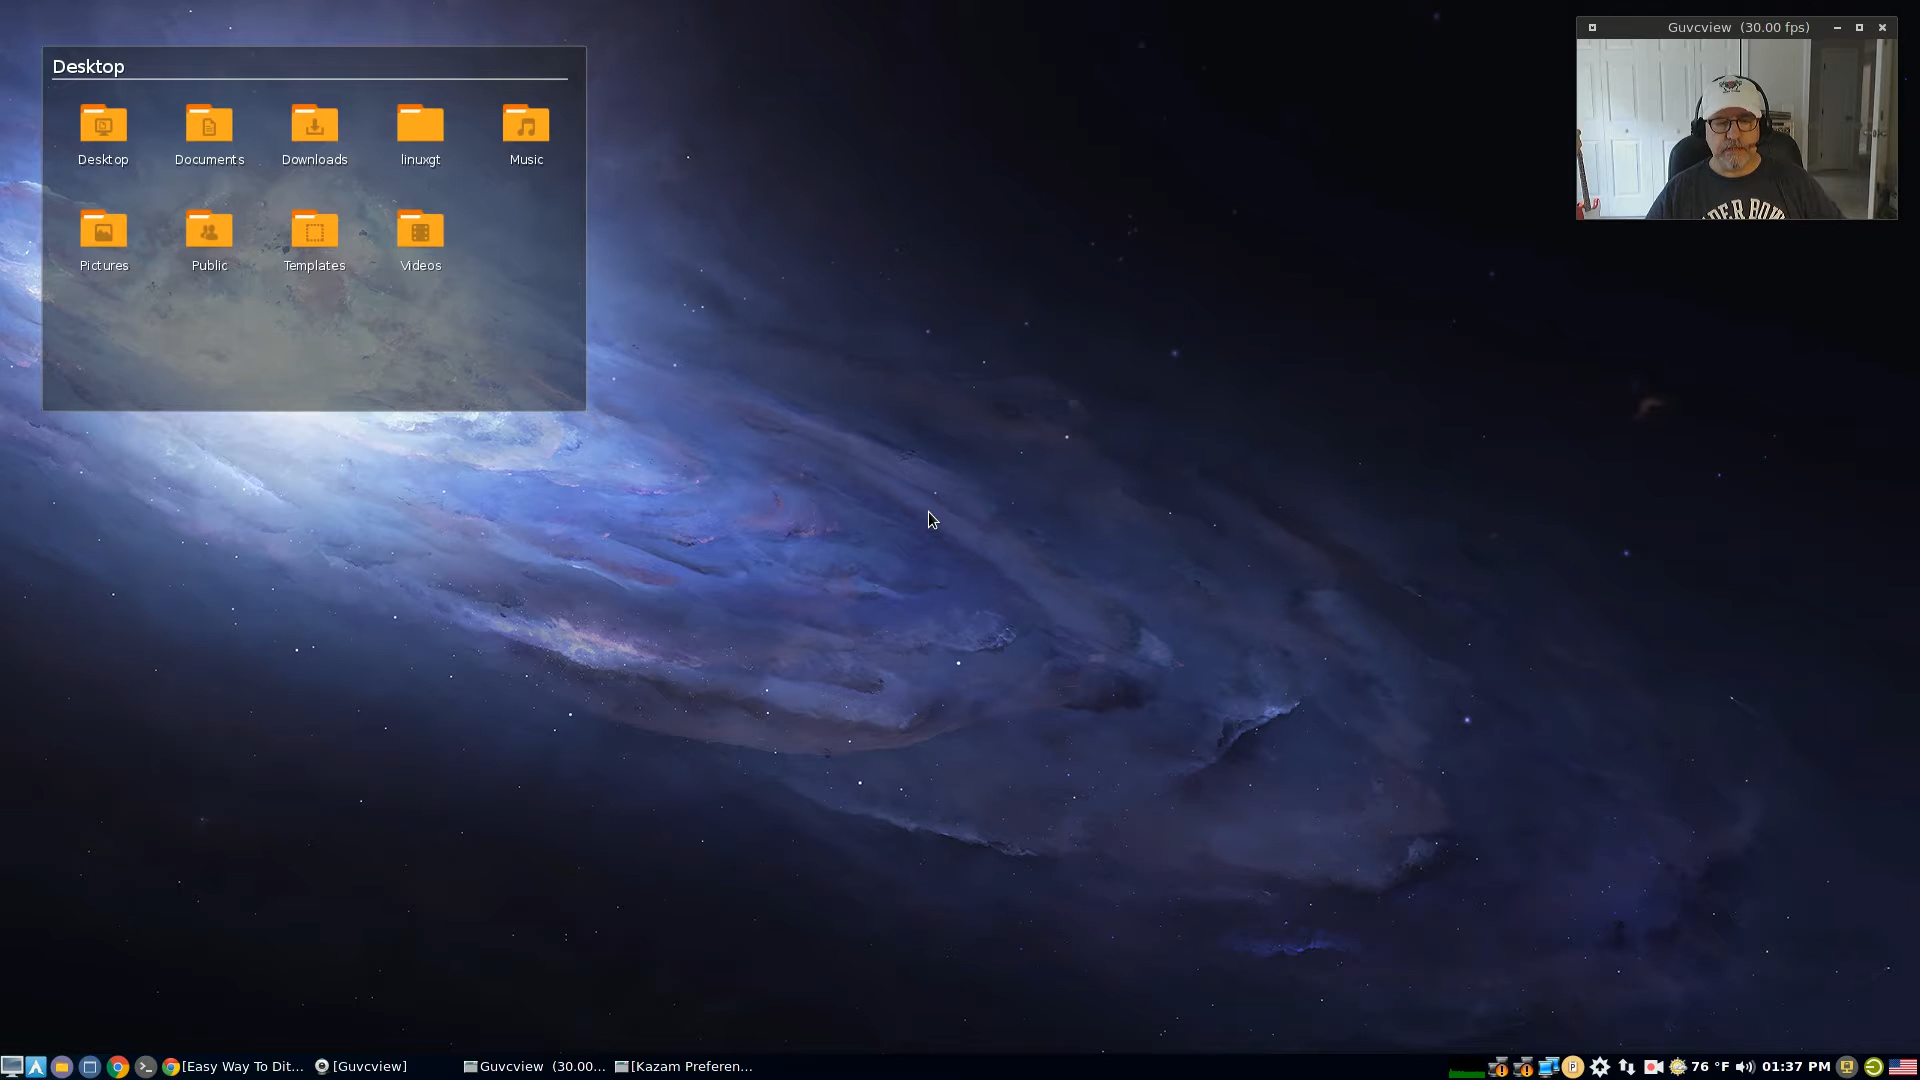 Guvcview (30.00 fps)
Desktop
Desktop
Documents
Downloads
linuxgt
Music
Pictures
Public
Templates
Videos
[Easy Way To Dit...
[Guvcview]
Guvcview (30.00...
[Kazam Preferen...
76 °F
01:37 PM